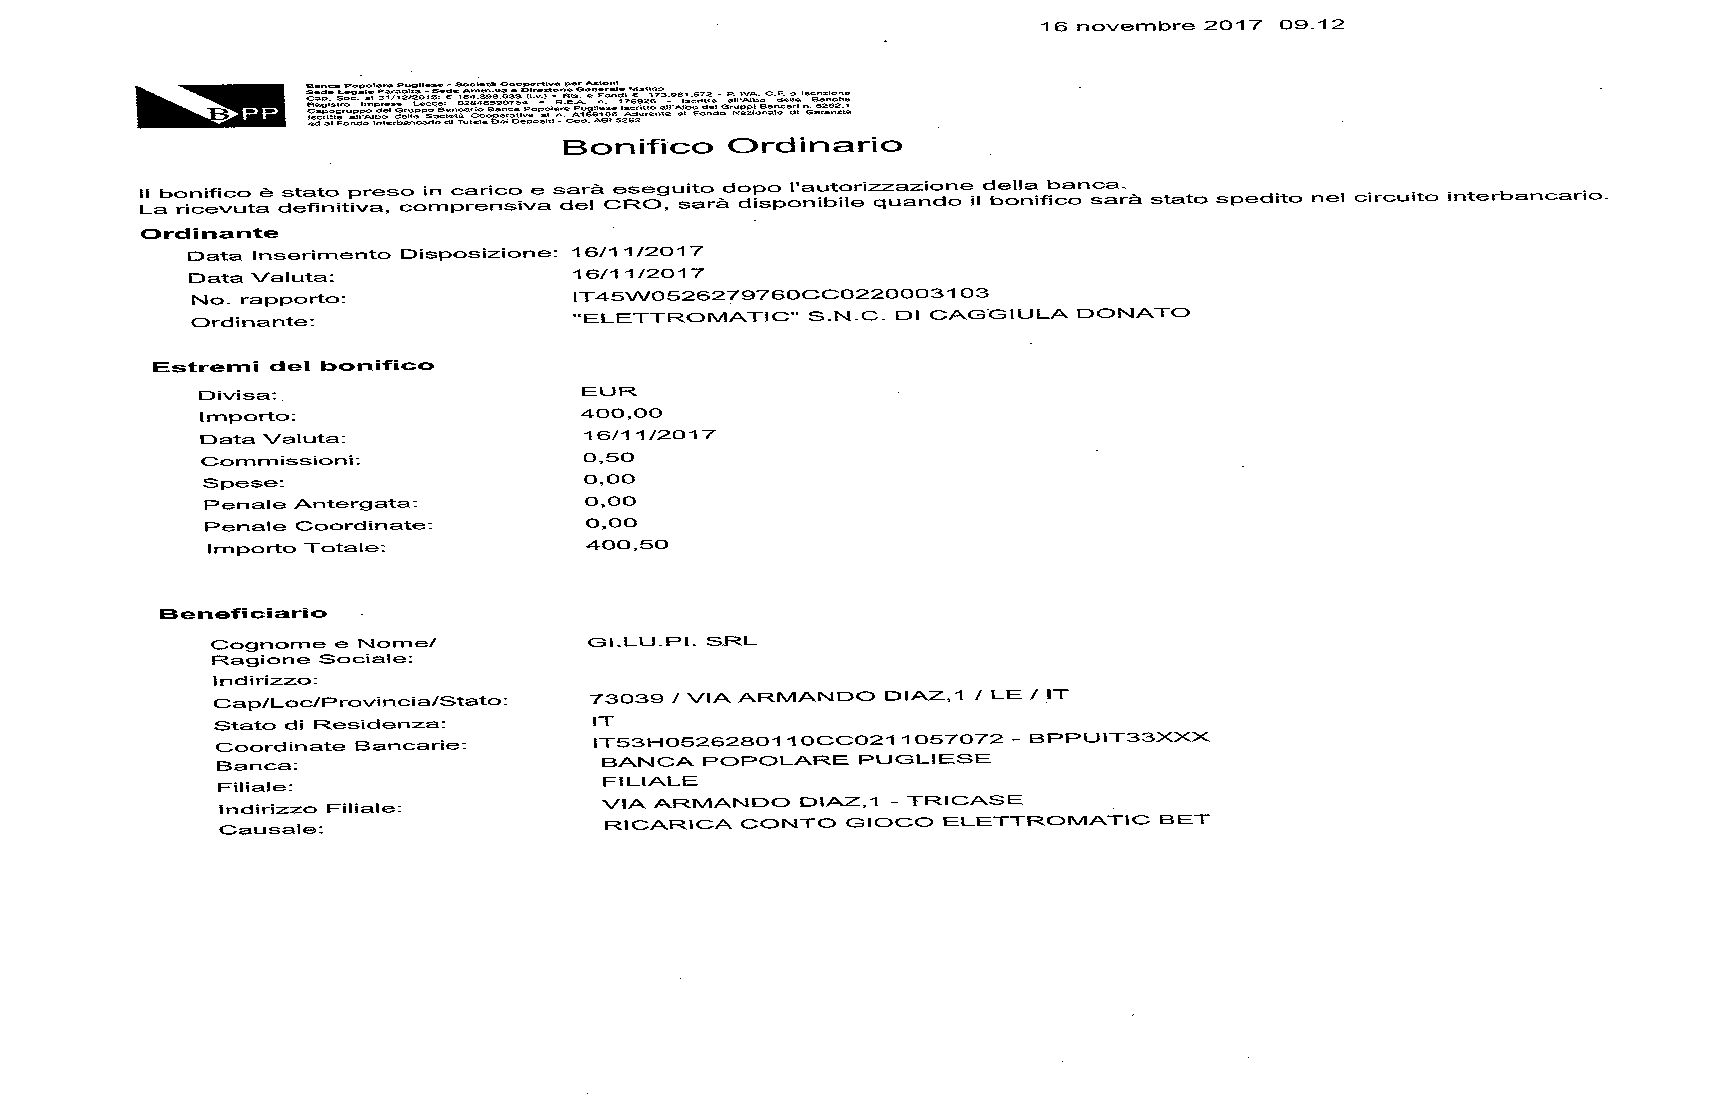 16 novembre 2017 09.12
BPP
Banca Popolare Pugliese - Società Cooperativa per Azioni
Sede Legale Parabita - Sede Amm.va e Direzione Generale Matino
Cap. Soc. al 31/12/2015: € - Ris. e Fondi € - P. IVA, C.F. e Iscrizione
Registro Imprese Lecce: - R.E.A. n. - Iscritta all'Albo delle Banche
Capogruppo del Gruppo Bancario Banca Popolare Pugliese iscritto all'Albo dei Gruppi Bancari n. 5262.1
Iscritta all'Albo delle Società Cooperative al n. A166106 Aderente al Fondo Nazionale di Garanzia
ed al Fondo Interbancario di Tutela Dei Depositi - Cod. ABI 5262
Bonifico Ordinario
Il bonifico è stato preso in carico e sarà eseguito dopo l'autorizzazione della banca.
La ricevuta definitiva, comprensiva del CRO, sarà disponibile quando il bonifico sarà stato spedito nel circuito interbancario.
Ordinante
Data Inserimento Disposizione: 16/11/2017
Data Valuta: 16/11/2017
No. rapporto: IT45W0526279760CC0220003103
Ordinante: "ELETTROMATIC" S.N.C. DI CAGGIULA DONATO
Estremi del bonifico
Divisa: EUR
Importo: 400,00
Data Valuta: 16/11/2017
Commissioni: 0,50
Spese: 0,00
Penale Antergata: 0,00
Penale Coordinate: 0,00
Importo Totale: 400,50
Beneficiario
Cognome e Nome/ GI.LU.PI. SRL
Ragione Sociale:
Indirizzo:
Cap/Loc/Provincia/Stato: 73039 / VIA ARMANDO DIAZ,1 / LE / IT
Stato di Residenza: IT
Coordinate Bancarie: IT53H0526280110CC0211057072 - BPPUIT33XXX
Banca: BANCA POPOLARE PUGLIESE
Filiale: FILIALE
Indirizzo Filiale: VIA ARMANDO DIAZ,1 - TRICASE
Causale: RICARICA CONTO GIOCO ELETTROMATIC BET